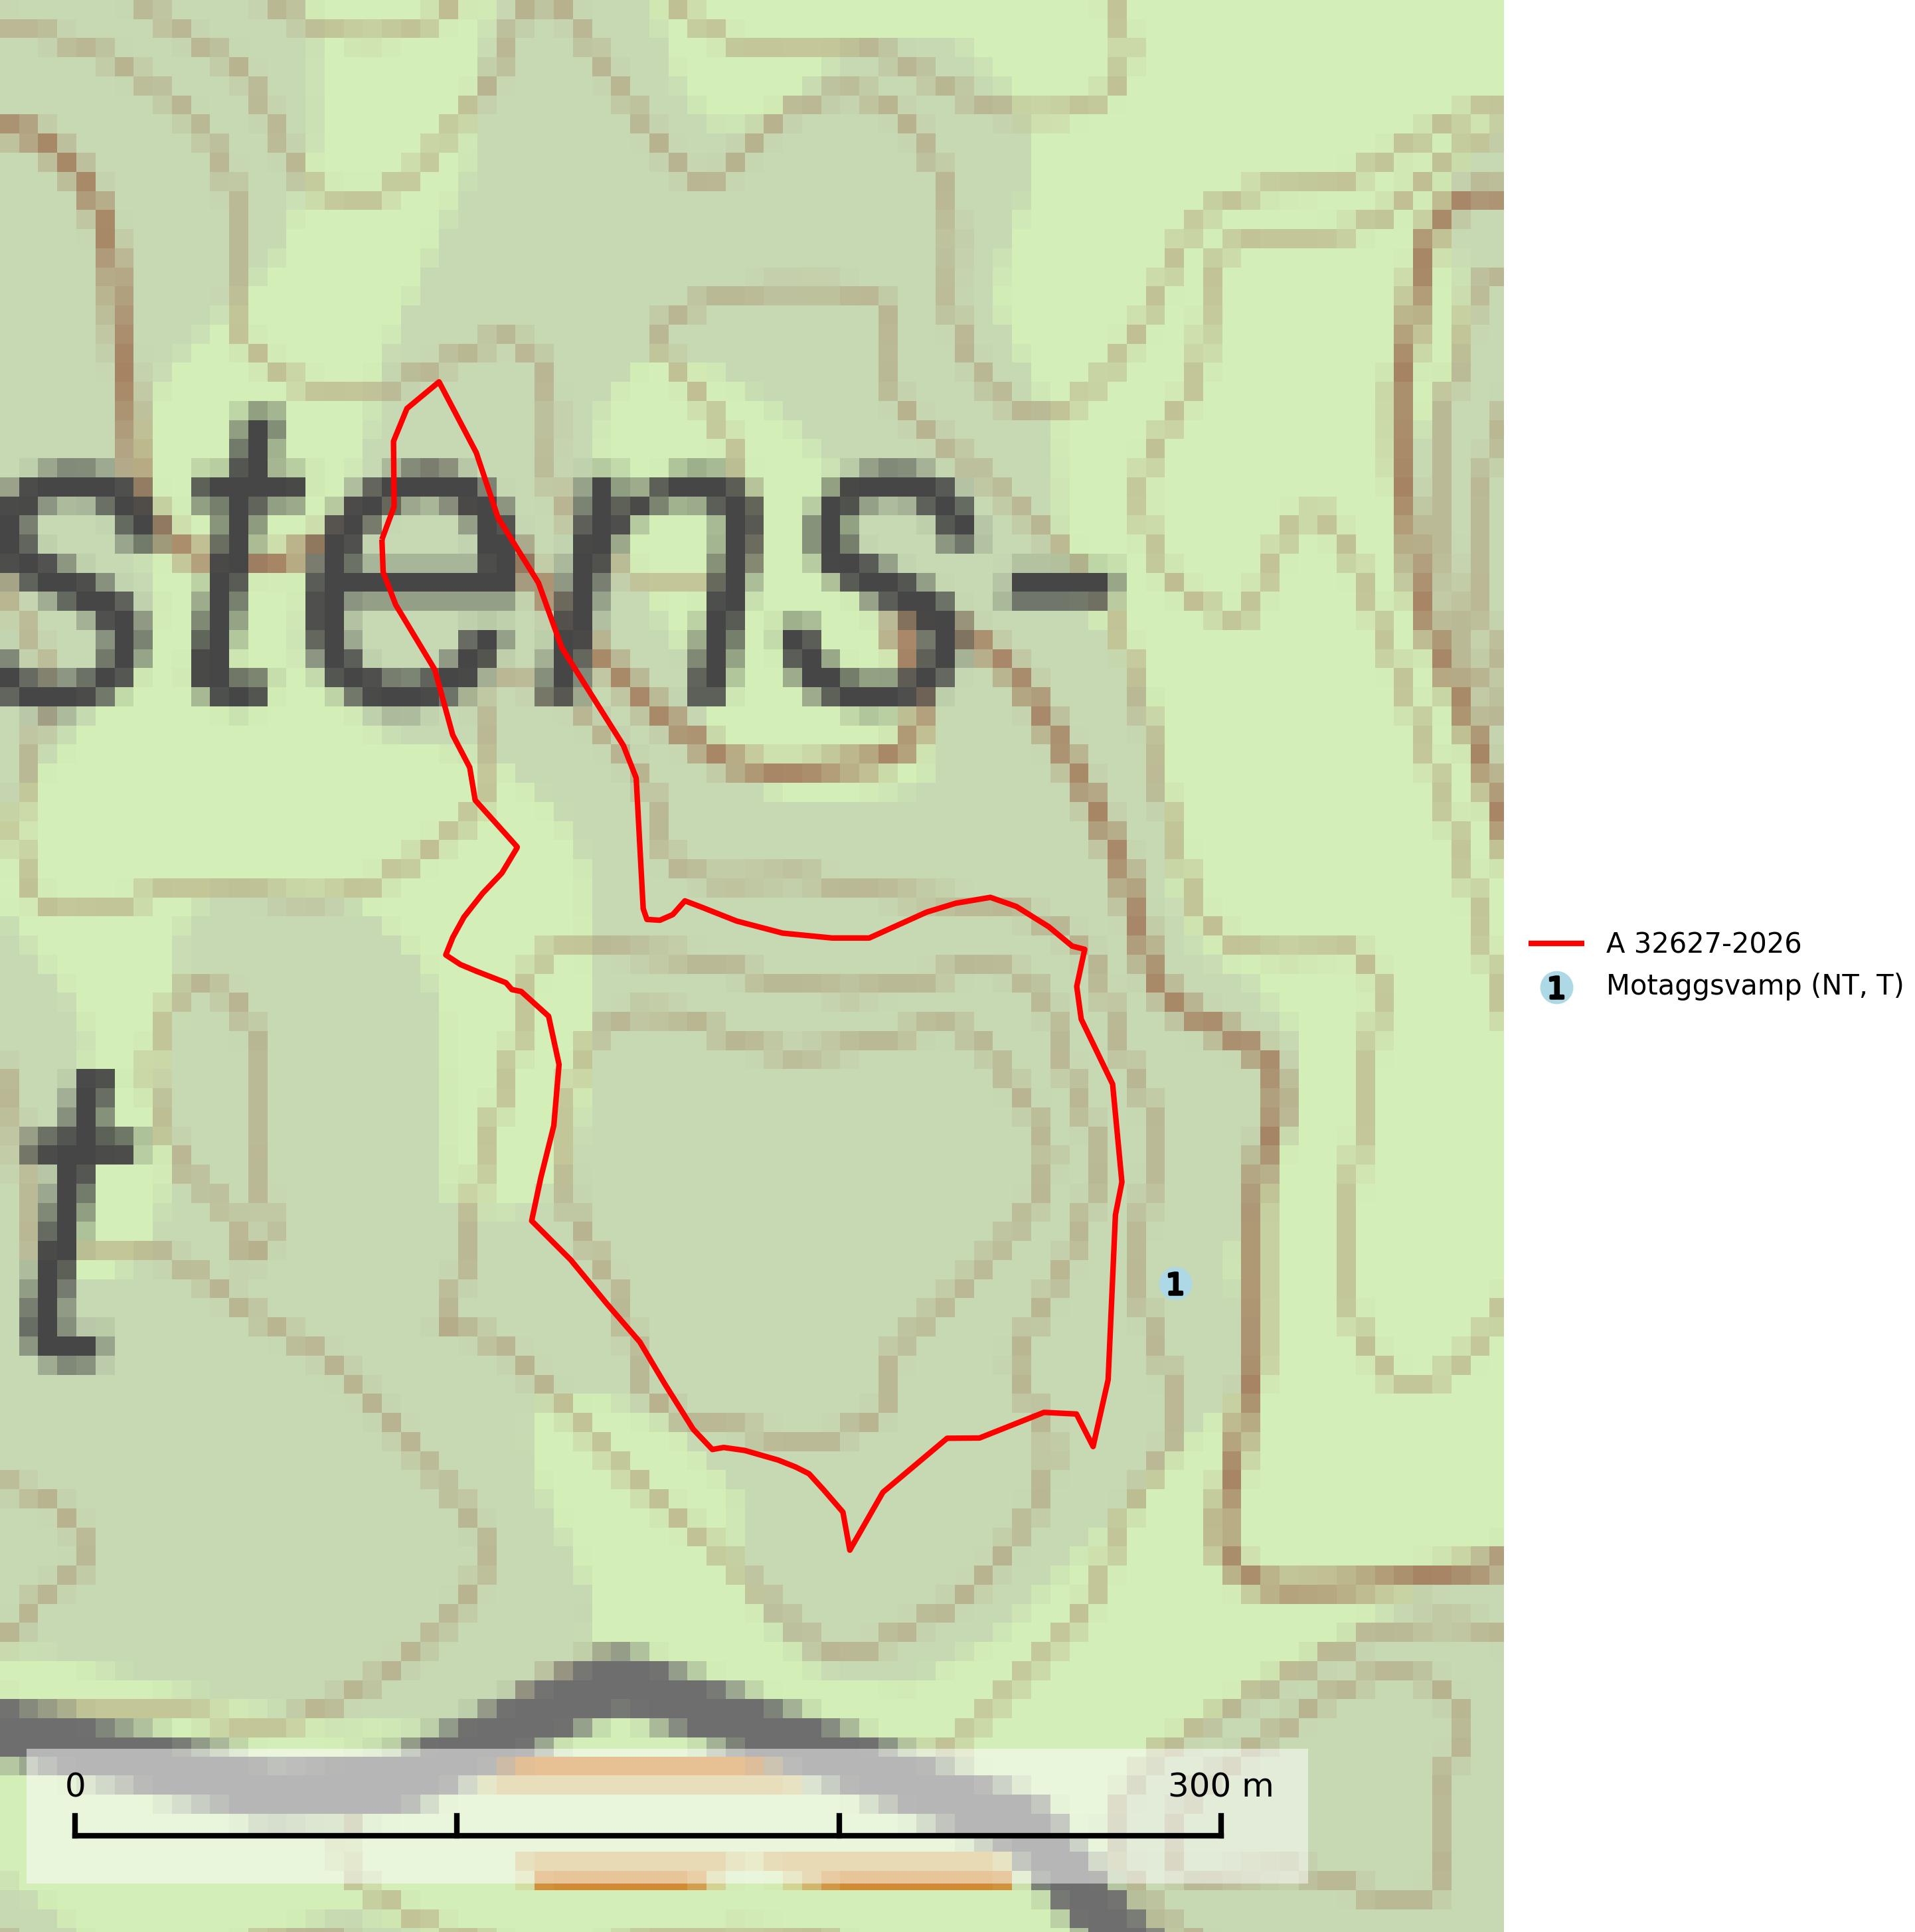 stens-
t
A 32627-2026
1 Motaggsvamp (NT, T)
1
0 300 m